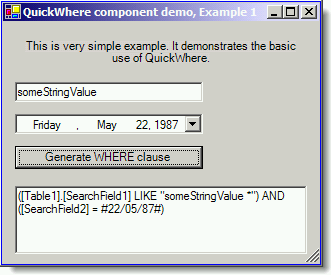 QuickWhere component demo, Example 1
This is very simple example. It demonstrates the basic
use of QuickWhere.
someStringValue
Friday , May 22, 1987
Generate WHERE clause
([Table1].[SearchField1] LIKE "someStringValue *") AND
([SearchField2] = #22/05/87#)